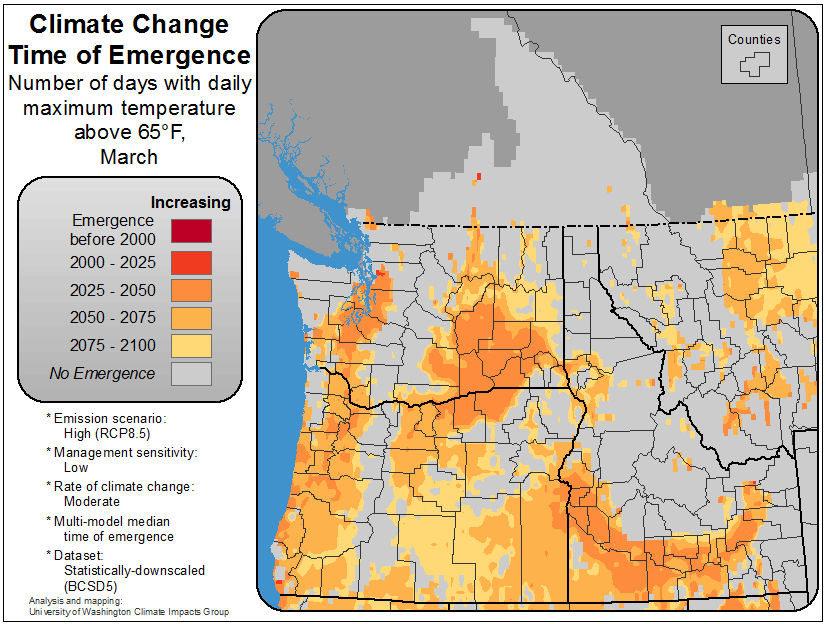 Climate Change
Time of Emergence
Number of days with daily
maximum temperature
above 65°F,
March
Increasing
Emergence
before 2000
2000 - 2025
2025 - 2050
2050 - 2075
2075 - 2100
No Emergence
* Emission scenario:
High (RCP8.5)
* Management sensitivity:
Low
* Rate of climate change:
Moderate
* Multi-model median
time of emergence
* Dataset:
Statistically-downscaled
(BCSD5)
Analysis and mapping:
University of Washington Climate Impacts Group
Counties